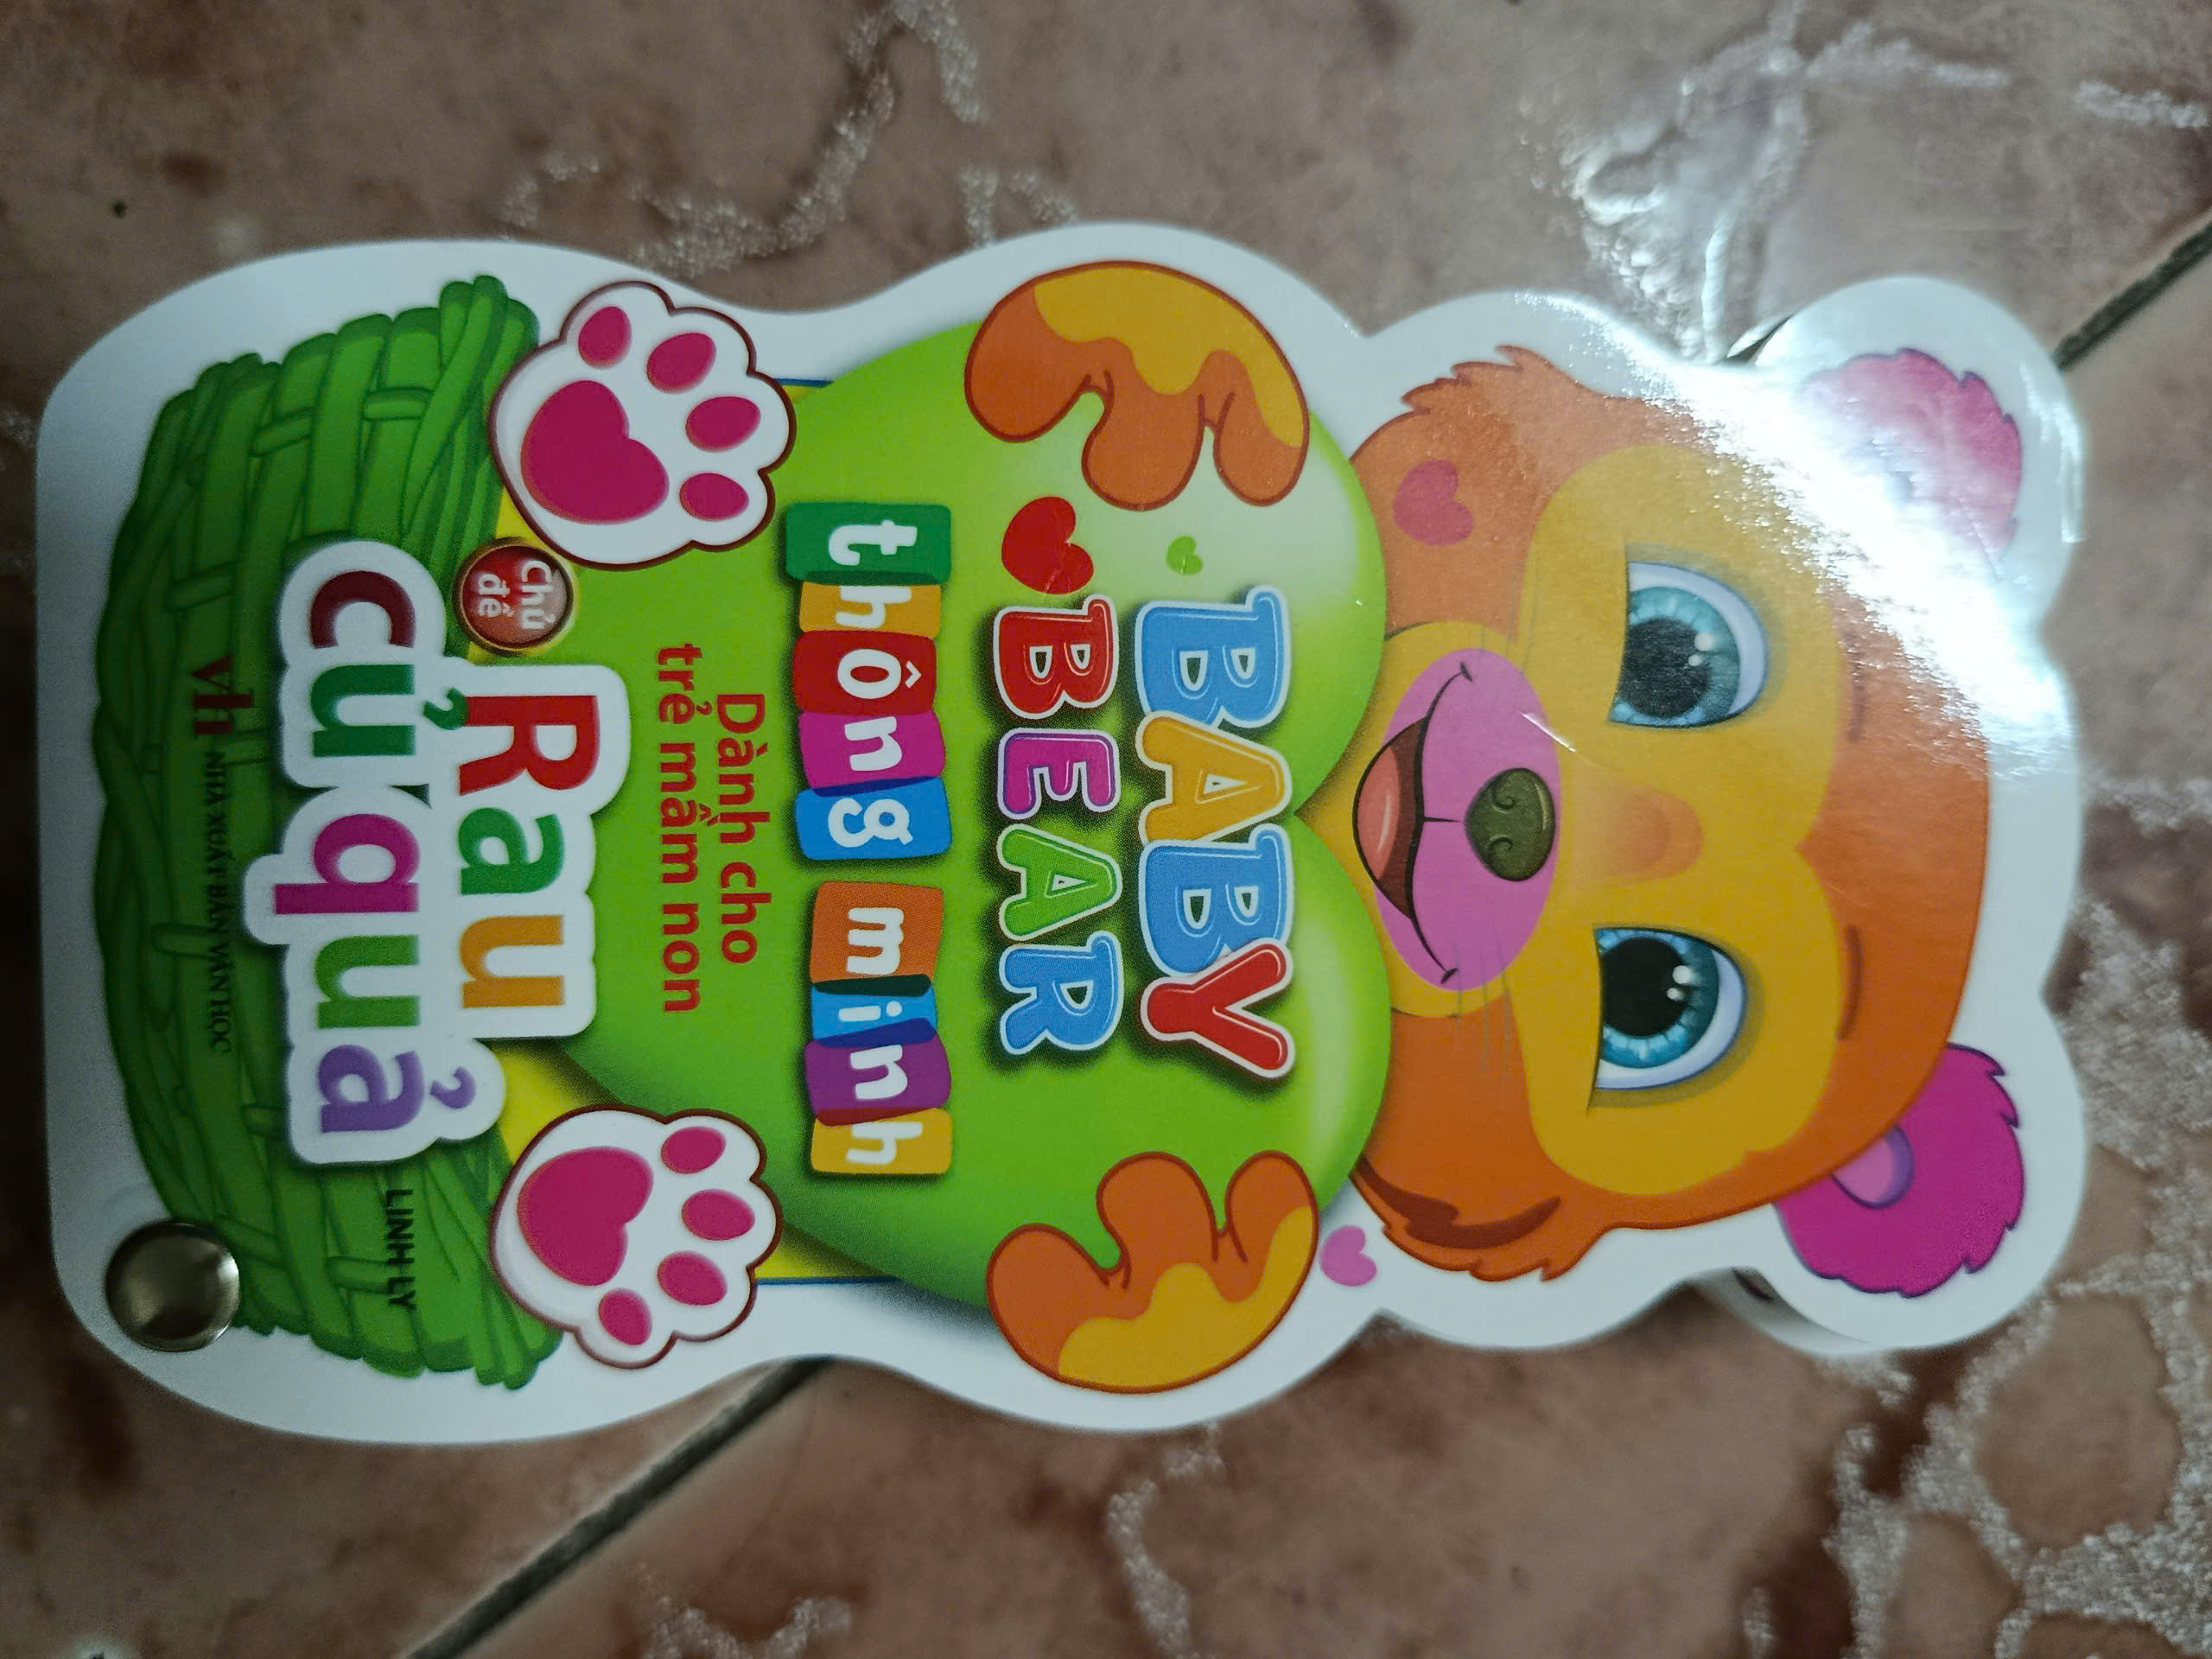 BABY
BEAR
thông minh
Dành cho
trẻ mầm non
Chủ
đề
Rau
củ quả
LINH LY
vh NHÀ XUẤT BẢN VĂN HỌC